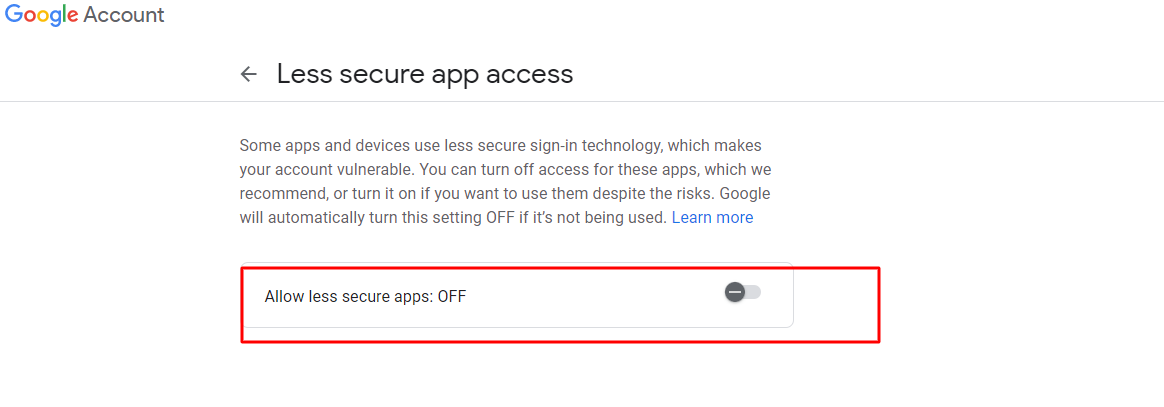 Google Account
Less secure app access
Some apps and devices use less secure sign-in technology, which makes
your account vulnerable. You can turn off access for these apps, which we
recommend, or turn it on if you want to use them despite the risks. Google
will automatically turn this setting OFF if it’s not being used. Learn more
Allow less secure apps: OFF